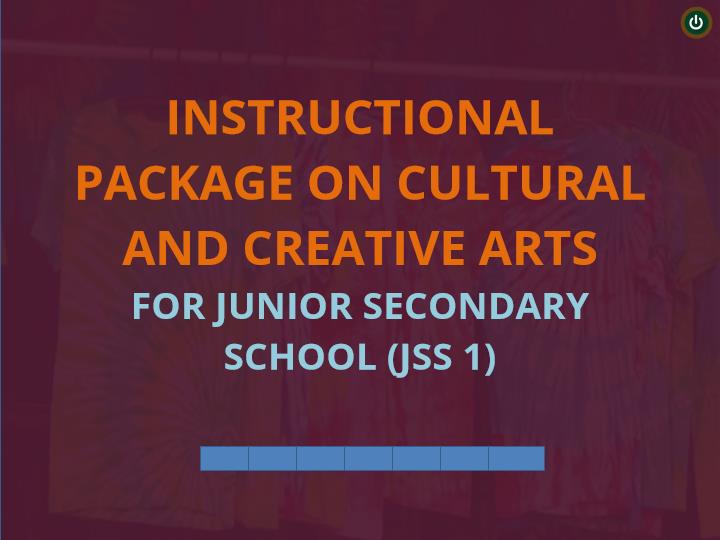 INSTRUCTIONAL
PACKAGE ON CULTURAL
AND CREATIVE ARTS
FOR JUNIOR SECONDARY
SCHOOL (JSS 1)